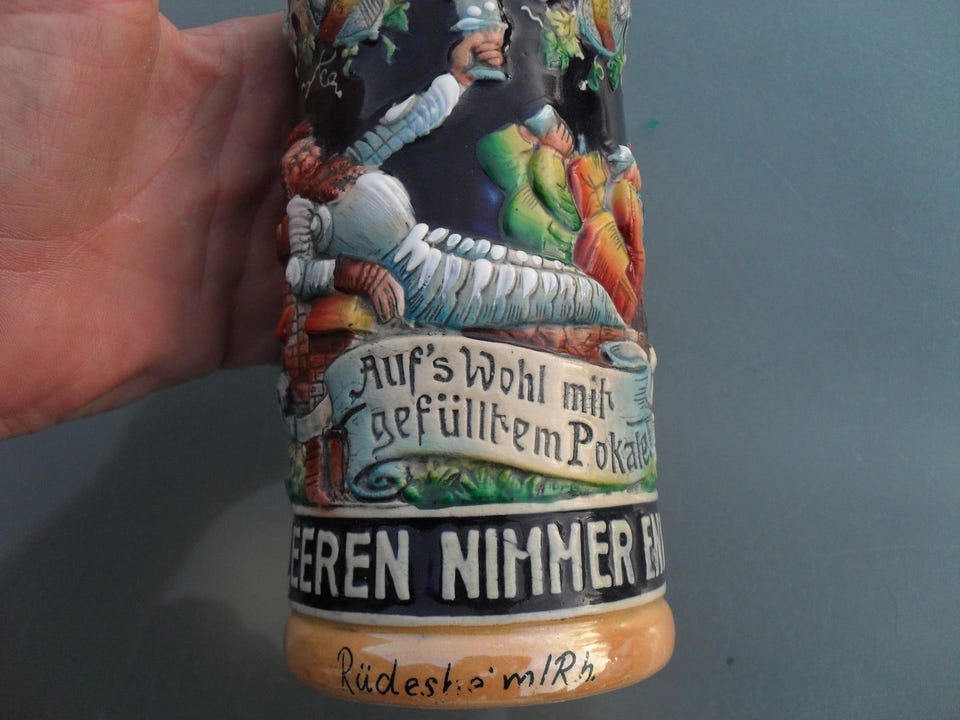 Auf's Wohl mit
gefülltem Pokale!
EEREN NIMMER EN
Rüdesheim/Rh.